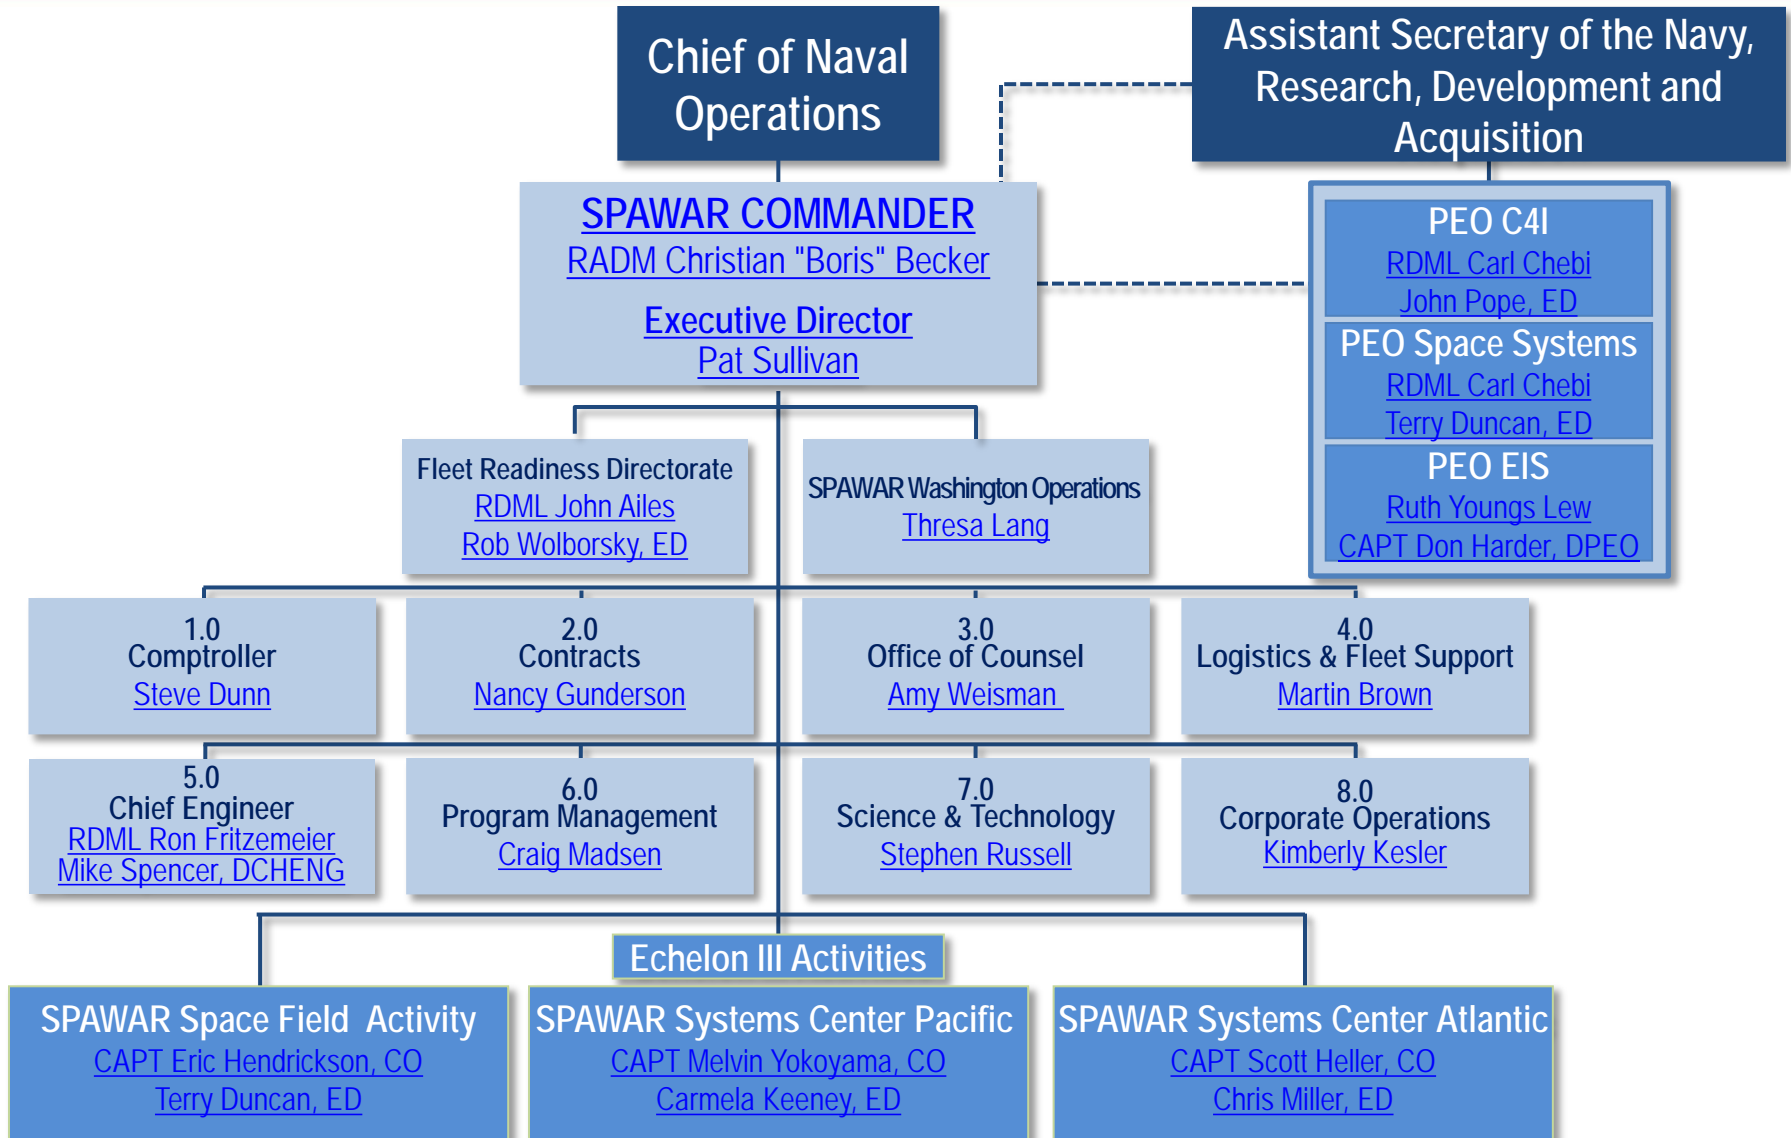 Chief of Naval
Operations
Assistant Secretary of the Navy,
Research, Development and
Acquisition
SPAWAR COMMANDER
RADM Christian "Boris" Becker
Executive Director
Pat Sullivan
PEO C4I
RDML Carl Chebi
John Pope, ED
PEO Space Systems
RDML Carl Chebi
Terry Duncan, ED
PEO EIS
Ruth Youngs Lew
CAPT Don Harder, DPEO
Fleet Readiness Directorate
RDML John Ailes
Rob Wolborsky, ED
SPAWAR Washington Operations
Thresa Lang
1.0
Comptroller
Steve Dunn
2.0
Contracts
Nancy Gunderson
3.0
Office of Counsel
Amy Weisman
4.0
Logistics & Fleet Support
Martin Brown
5.0
Chief Engineer
RDML Ron Fritzemeier
Mike Spencer, DCHENG
6.0
Program Management
Craig Madsen
7.0
Science & Technology
Stephen Russell
8.0
Corporate Operations
Kimberly Kesler
Echelon III Activities
SPAWAR Space Field Activity
CAPT Eric Hendrickson, CO
Terry Duncan, ED
SPAWAR Systems Center Pacific
CAPT Melvin Yokoyama, CO
Carmela Keeney, ED
SPAWAR Systems Center Atlantic
CAPT Scott Heller, CO
Chris Miller, ED